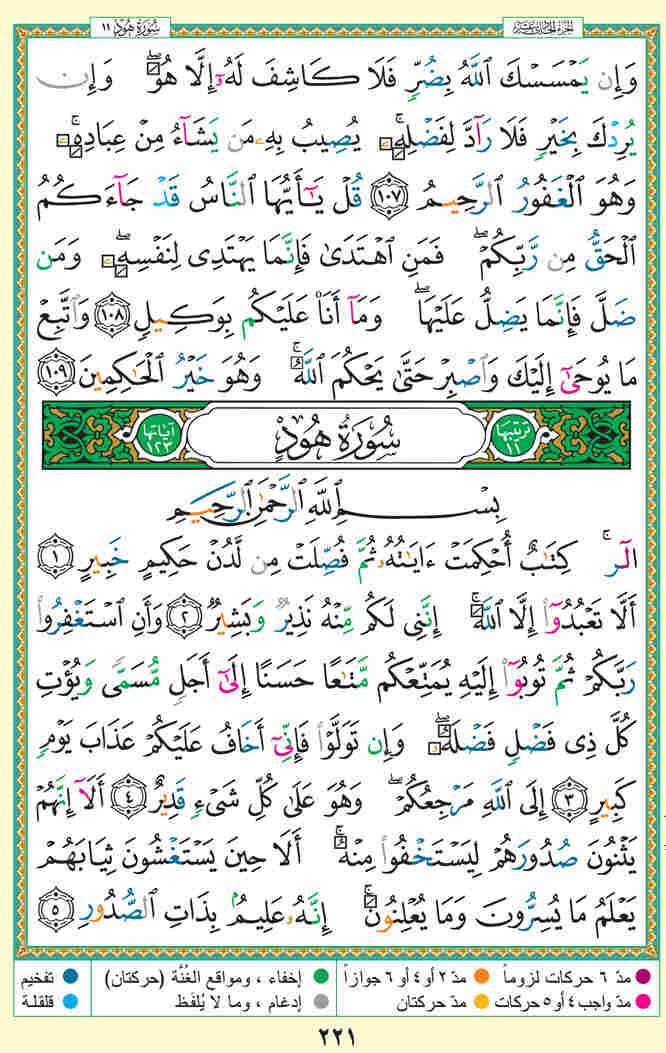 سُورَةُ هُودٍ ١١
الجزء الحادي عشر
وَإِن يَمْسَسْكَ ٱللَّهُ بِضُرٍّ فَلَا كَاشِفَ لَهُۥٓ إِلَّا هُوَ ۖ وَإِن
يُرِدْكَ بِخَيْرٍ فَلَا رَآدَّ لِفَضْلِهِۦ ۚ يُصِيبُ بِهِۦ مَن يَشَآءُ مِنْ عِبَادِهِۦ ۚ
وَهُوَ ٱلْغَفُورُ ٱلرَّحِيمُ ١٠٧ قُلْ يَـٰٓأَيُّهَا ٱلنَّاسُ قَدْ جَآءَكُمُ
ٱلْحَقُّ مِن رَّبِّكُمْ ۖ فَمَنِ ٱهْتَدَىٰ فَإِنَّمَا يَهْتَدِى لِنَفْسِهِۦ ۖ وَمَن
ضَلَّ فَإِنَّمَا يَضِلُّ عَلَيْهَا ۖ وَمَآ أَنَا۠ عَلَيْكُم بِوَكِيلٍ ١٠٨ وَٱتَّبِعْ
مَا يُوحَىٰٓ إِلَيْكَ وَٱصْبِرْ حَتَّىٰ يَحْكُمَ ٱللَّهُ ۚ وَهُوَ خَيْرُ ٱلْحَـٰكِمِينَ ١٠٩
ترتيبها ١١ سُورَةُ هُودٍ آياتها ١٢٣
بِسْمِ ٱللَّهِ ٱلرَّحْمَـٰنِ ٱلرَّحِيمِ
الٓر ۚ كِتَـٰبٌ أُحْكِمَتْ ءَايَـٰتُهُۥ ثُمَّ فُصِّلَتْ مِن لَّدُنْ حَكِيمٍ خَبِيرٍ ١
أَلَّا تَعْبُدُوٓا۟ إِلَّا ٱللَّهَ ۚ إِنَّنِى لَكُم مِّنْهُ نَذِيرٌ وَبَشِيرٌ ٢ وَأَنِ ٱسْتَغْفِرُوا۟
رَبَّكُمْ ثُمَّ تُوبُوٓا۟ إِلَيْهِ يُمَتِّعْكُم مَّتَـٰعًا حَسَنًا إِلَىٰٓ أَجَلٍ مُّسَمًّى وَيُؤْتِ
كُلَّ ذِى فَضْلٍ فَضْلَهُۥ ۖ وَإِن تَوَلَّوْا۟ فَإِنِّىٓ أَخَافُ عَلَيْكُمْ عَذَابَ يَوْمٍ
كَبِيرٍ ٣ إِلَى ٱللَّهِ مَرْجِعُكُمْ ۖ وَهُوَ عَلَىٰ كُلِّ شَىْءٍ قَدِيرٌ ٤ أَلَآ إِنَّهُمْ
يَثْنُونَ صُدُورَهُمْ لِيَسْتَخْفُوا۟ مِنْهُ ۚ أَلَا حِينَ يَسْتَغْشُونَ ثِيَابَهُمْ
يَعْلَمُ مَا يُسِرُّونَ وَمَا يُعْلِنُونَ ۚ إِنَّهُۥ عَلِيمٌۢ بِذَاتِ ٱلصُّدُورِ ٥
مدّ ٦ حركات لزوماً مدّ ٢ أو ٤ أو ٦ جوازاً إخفاء ، ومواقع الغُنَّة (حركتان) تفخيم
مدّ واجب ٤ أو ٥ حركات مدّ حركتان إدغام ، وما لا يُلفَظ قلقلة
٢٢١